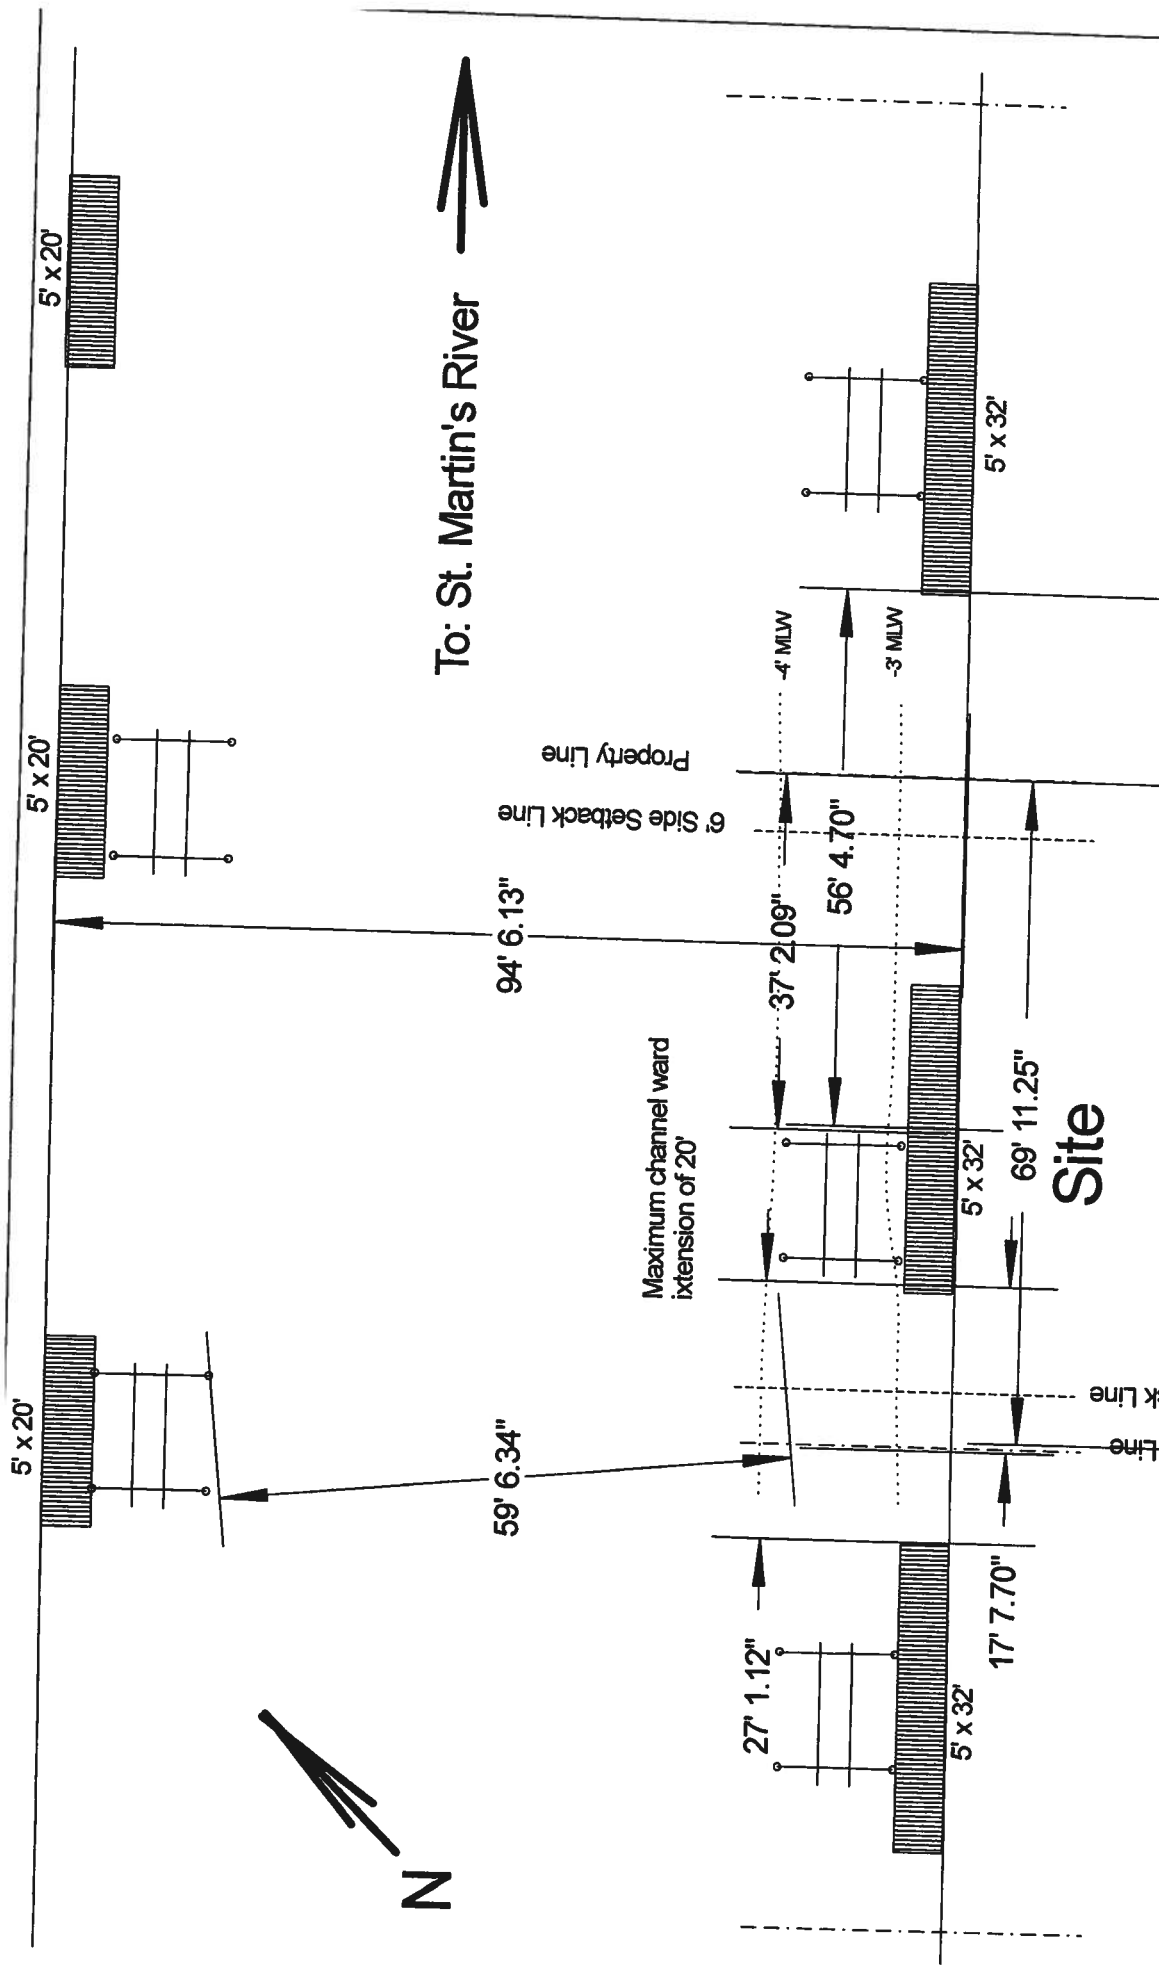 5' x 20'
5' x 20'
5' x 20'
To: St. Martin's River
N
94' 6.13"
59' 6.34"
Property Line
6' Side Setback Line
Maximum channel ward
ixtension of 20'
-4' MLW
-3' MLW
37' 2.09"
56' 4.70"
27' 1.12"
17' 7.70"
69' 11.25"
5' x 32'
5' x 32'
5' x 32'
Site
Line
Line